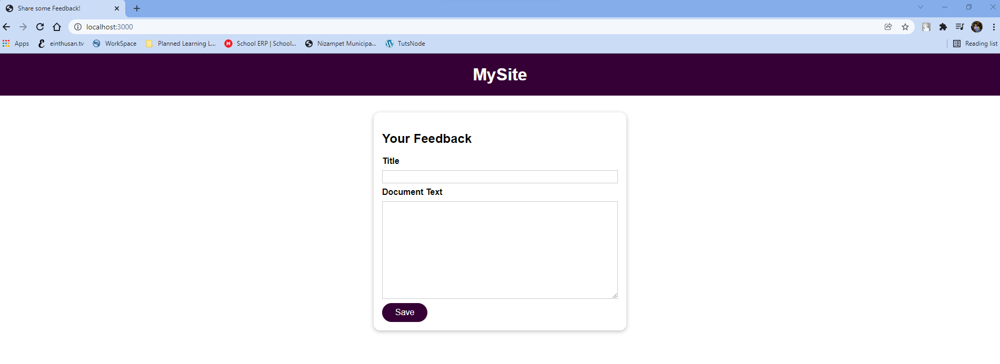 Share some Feedback!
localhost:3000
Apps einthusan.tv WorkSpace Planned Learning L... School ERP | School... Nizampet Municipa... TutsNode Reading list
MySite
Your Feedback
Title
Document Text
Save